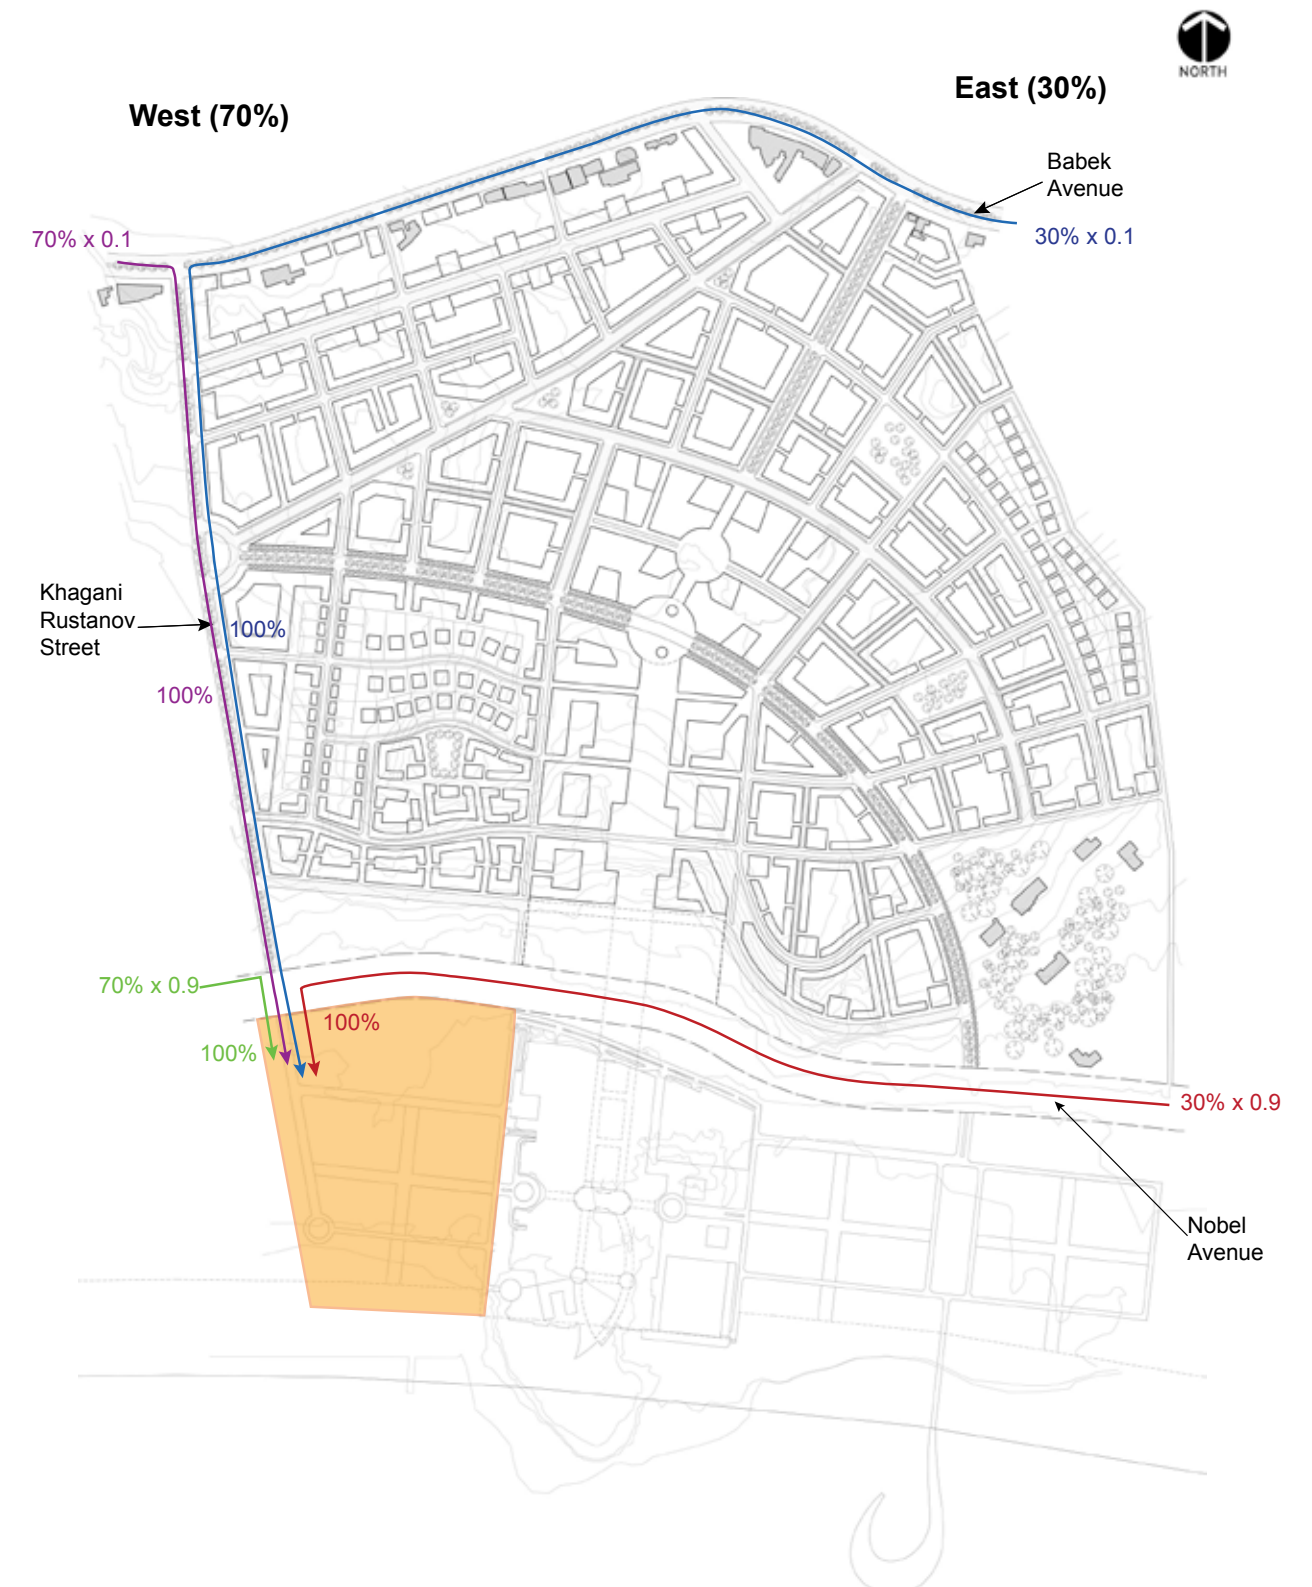 NORTH
East (30%)
West (70%)
Babek
Avenue
70% x 0.1
30% x 0.1
Khagani
Rustanov
Street
100%
100%
70% x 0.9
100%
100%
30% x 0.9
Nobel
Avenue